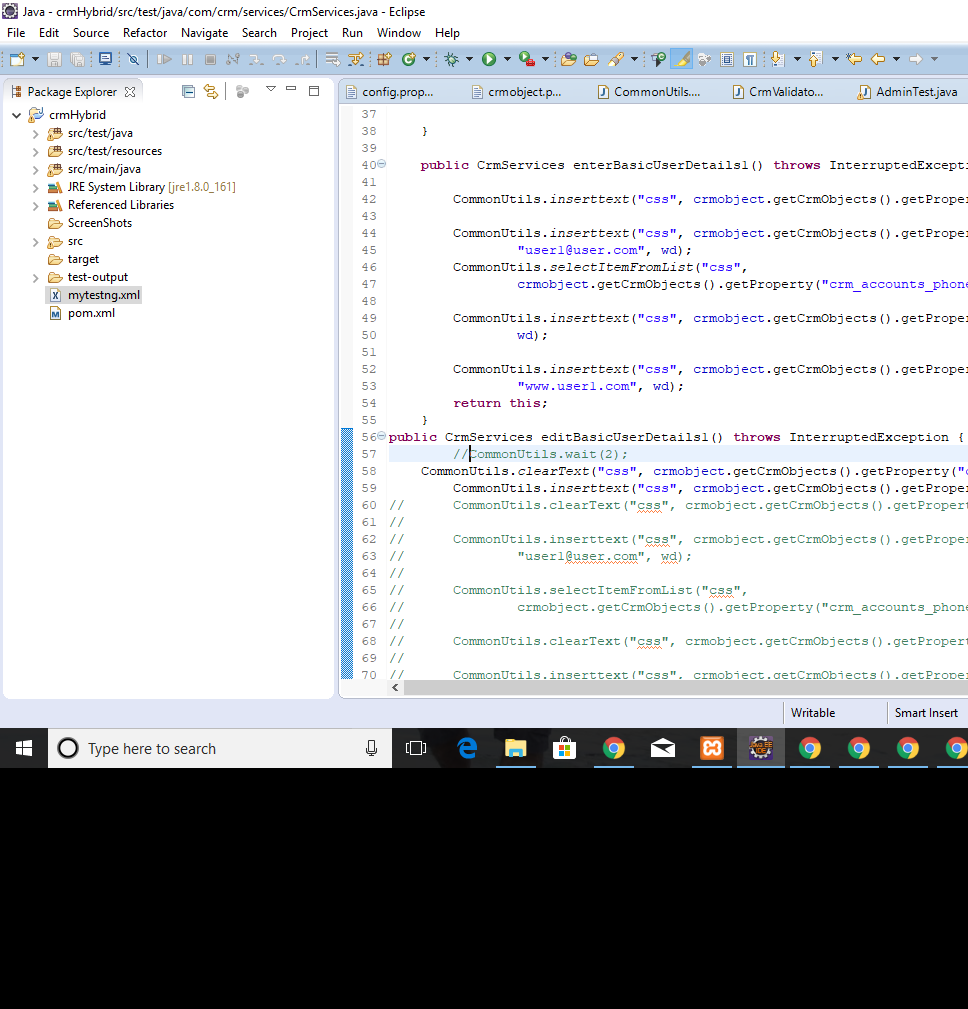 Java - crmHybrid/src/test/java/com/crm/services/CrmServices.java - Eclipse
File Edit Source Refactor Navigate Search Project Run Window Help
Package Explorer
crmHybrid
src/test/java
src/test/resources
src/main/java
JRE System Library [jre1.8.0_161]
Referenced Libraries
ScreenShots
src
target
test-output
mytestng.xml
pom.xml
config.prop... crmobject.p... CommonUtils.... CrmValidato... AdminTest.java
37
38 }
39
40 public CrmServices enterBasicUserDetails1() throws InterruptedExcepti
41
42 CommonUtils.inserttext("css", crmobject.getCrmObjects().getProper
43
44 CommonUtils.inserttext("css", crmobject.getCrmObjects().getProper
45 "user1@user.com", wd);
46 CommonUtils.selectItemFromList("css",
47 crmobject.getCrmObjects().getProperty("crm_accounts_phone
48
49 CommonUtils.inserttext("css", crmobject.getCrmObjects().getProper
50 wd);
51
52 CommonUtils.inserttext("css", crmobject.getCrmObjects().getProper
53 "www.user1.com", wd);
54 return this;
55 }
56 public CrmServices editBasicUserDetails1() throws InterruptedException {
57 //CommonUtils.wait(2);
58 CommonUtils.clearText("css", crmobject.getCrmObjects().getProperty("c
59 CommonUtils.inserttext("css", crmobject.getCrmObjects().getProper
60 // CommonUtils.clearText("css", crmobject.getCrmObjects().getPropert
61 //
62 // CommonUtils.inserttext("css", crmobject.getCrmObjects().getProper
63 // "user1@user.com", wd);
64 //
65 // CommonUtils.selectItemFromList("css",
66 // crmobject.getCrmObjects().getProperty("crm_accounts_phone
67 //
68 // CommonUtils.clearText("css", crmobject.getCrmObjects().getPropert
69 //
70 // CommonUtils.inserttext("css", crmobject.getCrmObjects().getProper
Writable Smart Insert
Type here to search